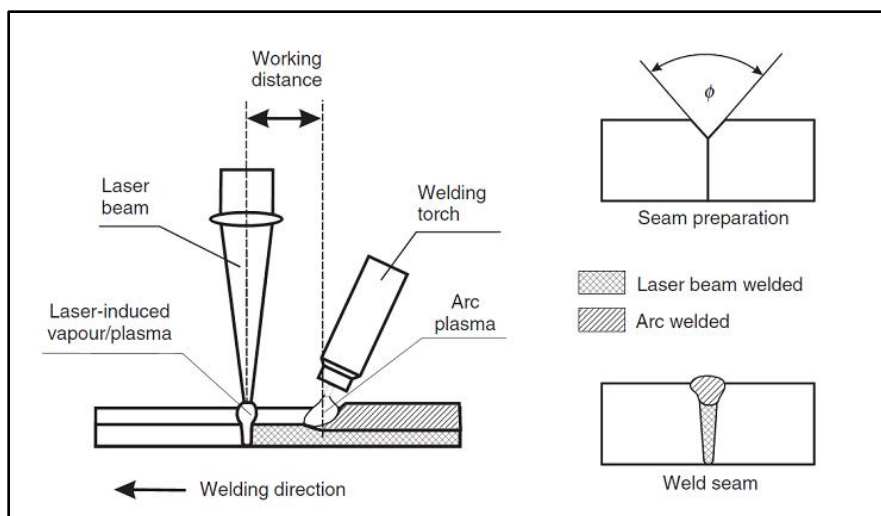 Working
distance
Laser
beam
Welding
torch
Laser-induced
vapour/plasma
Arc
plasma
Welding direction
ϕ
Seam preparation
Laser beam welded
Arc welded
Weld seam